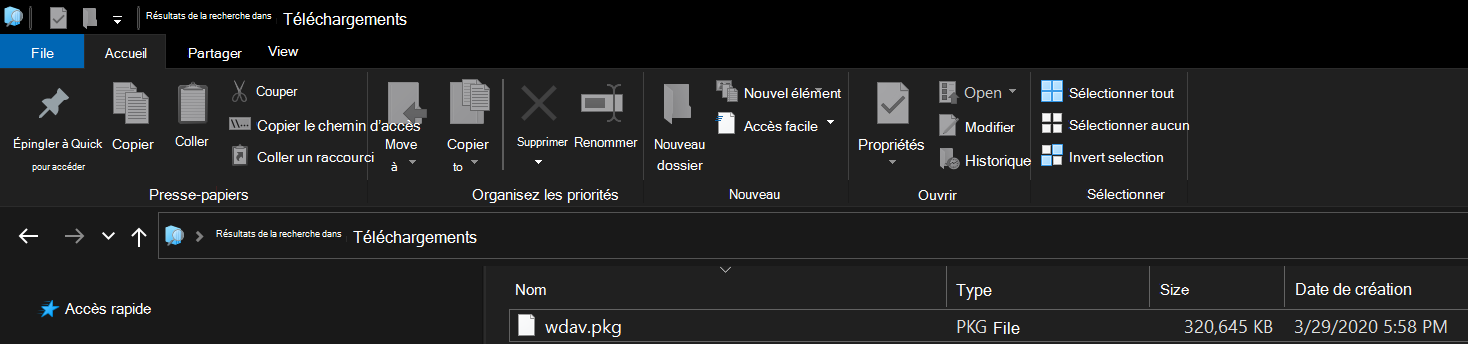 Résultats de la recherche dans Téléchargements
File Accueil Partager View
Épingler à Quick
pour accéder
Copier
Coller
Couper
Copier le chemin d'accès
Coller un raccourci
Presse-papiers
Move
à
Copier
to
Supprimer
Renommer
Organisez les priorités
Nouveau
dossier
Nouvel élément
Accès facile
Nouveau
Propriétés
Open
Modifier
Historique
Ouvrir
Sélectionner tout
Sélectionner aucun
Invert selection
Sélectionner
Résultats de la recherche dans Téléchargements
Accès rapide
Nom Type Size Date de création
wdav.pkg PKG File 320,645 KB 3/29/2020 5:58 PM